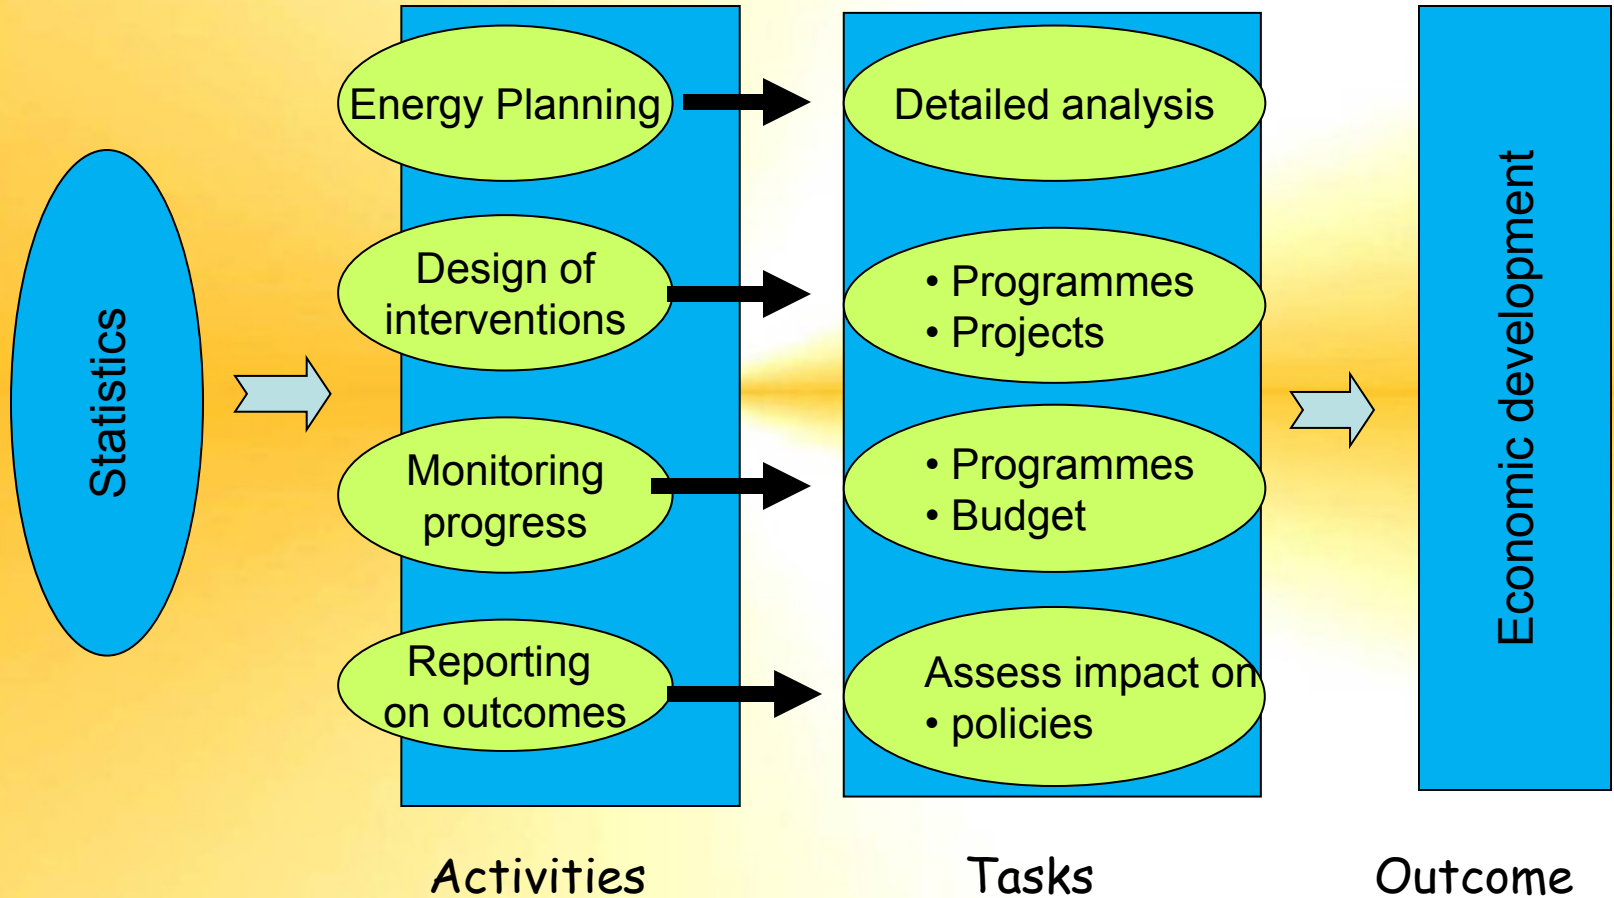 Statistics
Energy Planning
Design of
interventions
Monitoring
progress
Reporting
on outcomes
Activities
Detailed analysis
• Programmes
• Projects
• Programmes
• Budget
Assess impact on
• policies
Tasks
Economic development
Outcome